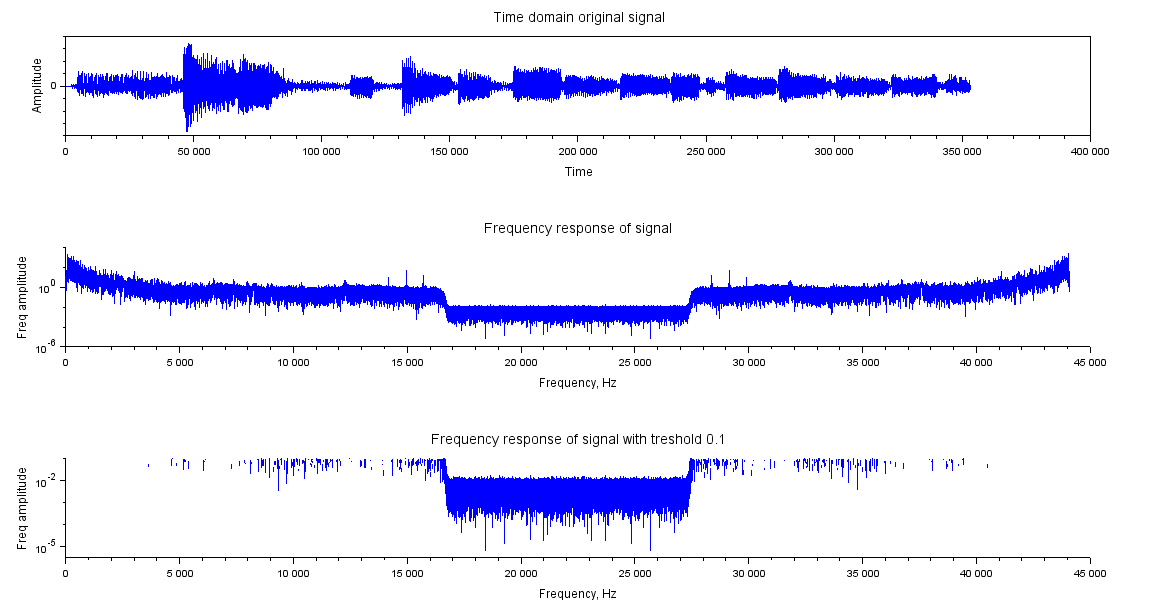 Time domain original signal
Amplitude
0
0 50 000 100 000 150 000 200 000 250 000 300 000 350 000 400 000
Time
Frequency response of signal
Freq amplitude
10^0
10^-6
0 5 000 10 000 15 000 20 000 25 000 30 000 35 000 40 000 45 000
Frequency, Hz
Frequency response of signal with treshold 0.1
Freq amplitude
10^-2
10^-5
0 5 000 10 000 15 000 20 000 25 000 30 000 35 000 40 000 45 000
Frequency, Hz